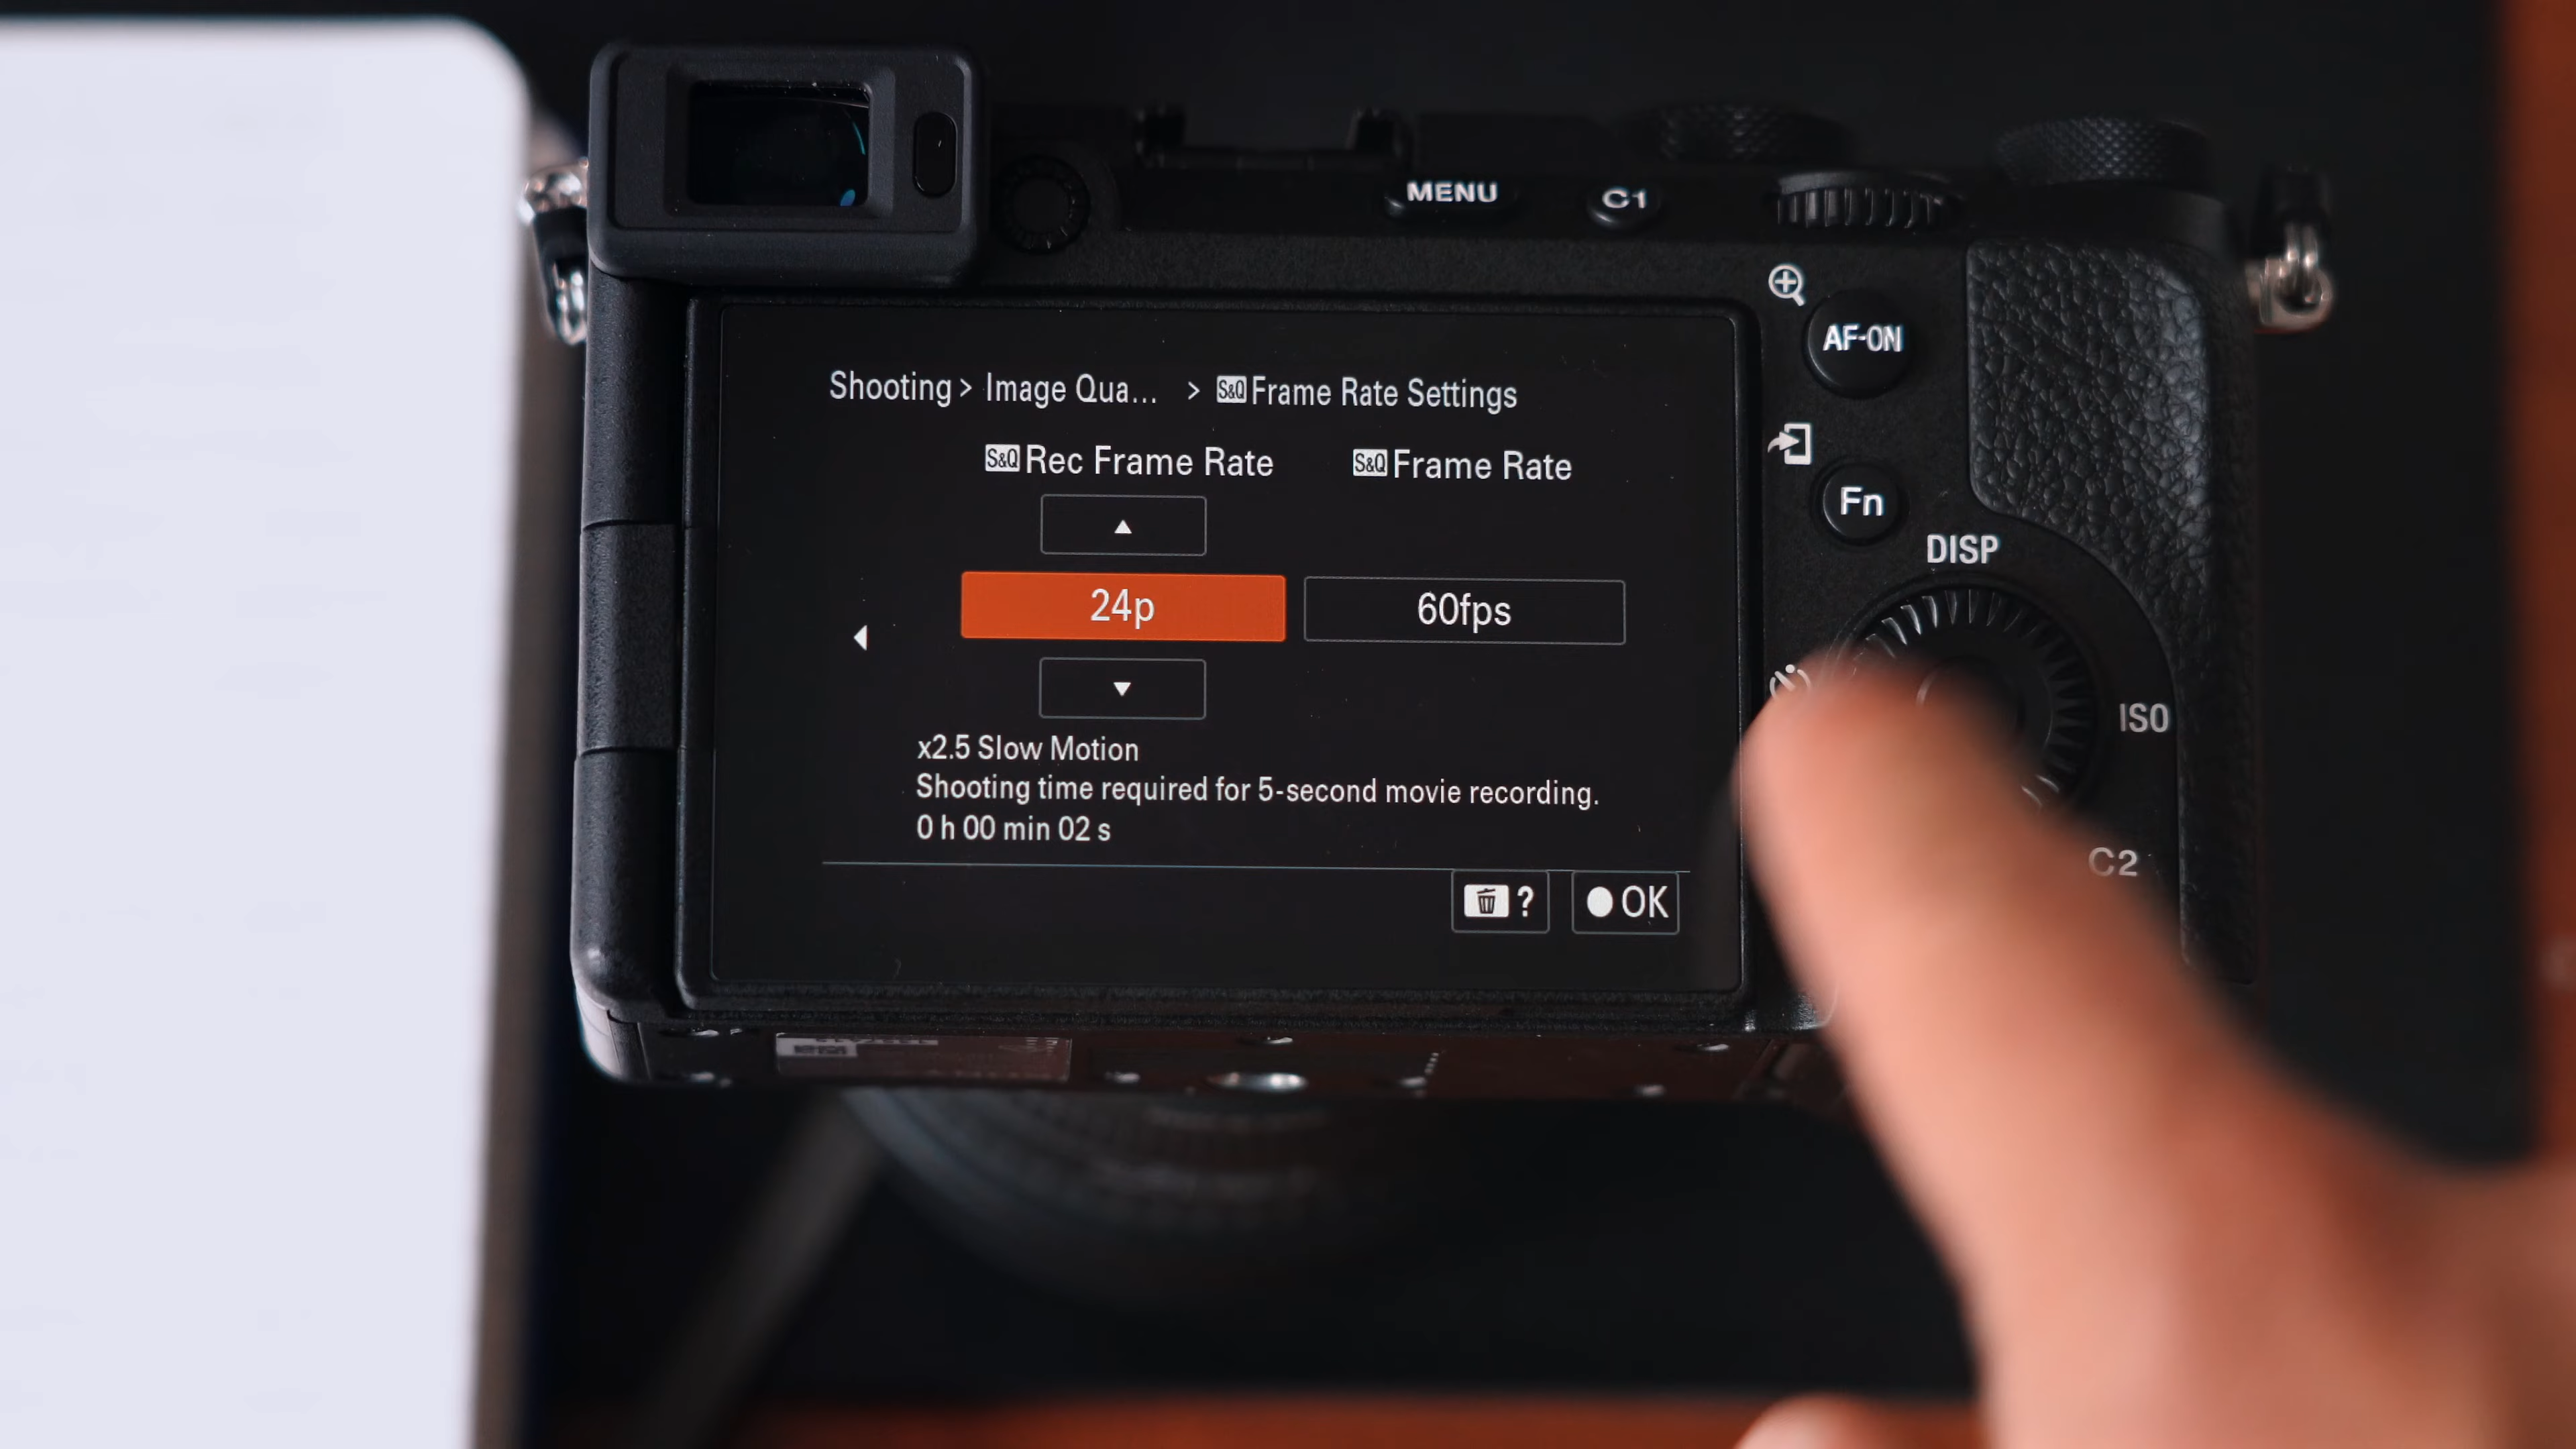 MENU
C1
AF-ON
Shooting > Image Qua... > S&Q Frame Rate Settings
S&Q Rec Frame Rate
S&Q Frame Rate
Fn
DISP
24p
60fps
ISO
x2.5 Slow Motion
Shooting time required for 5-second movie recording.
0 h 00 min 02 s
C2
?
OK